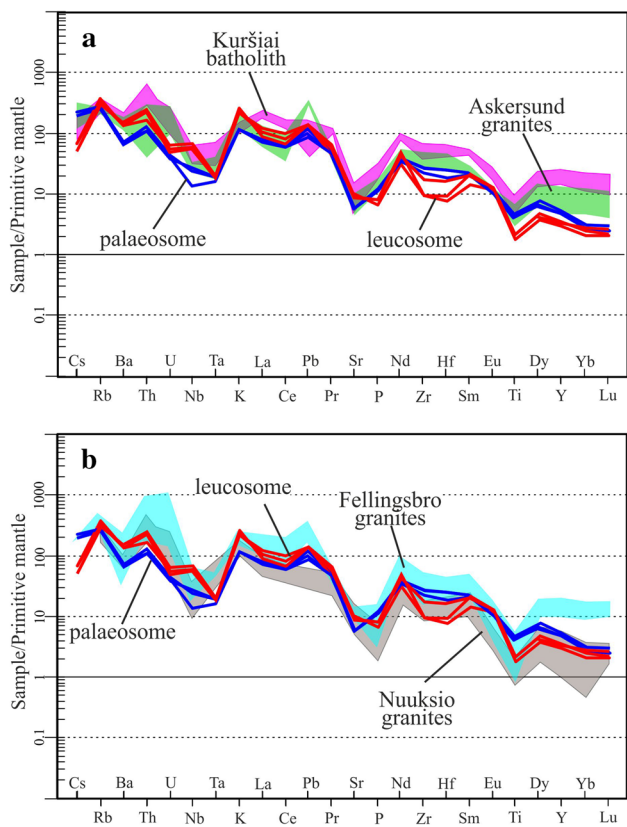 a
Kuršiai
batholith
1000
Askersund
granites
100
10
palaeosome
leucosome
1
0.1
Sample/Primitive mantle
Cs Ba U Ta La Pb Sr Nd Hf Eu Dy Yb
Rb Th Nb K Ce Pr P Zr Sm Ti Y Lu
b
leucosome
1000
Fellingsbro
granites
100
palaeosome
10
Nuuksio
granites
1
0.1
Sample/Primitive mantle
Cs Ba U Ta La Pb Sr Nd Hf Eu Dy Yb
Rb Th Nb K Ce Pr P Zr Sm Ti Y Lu